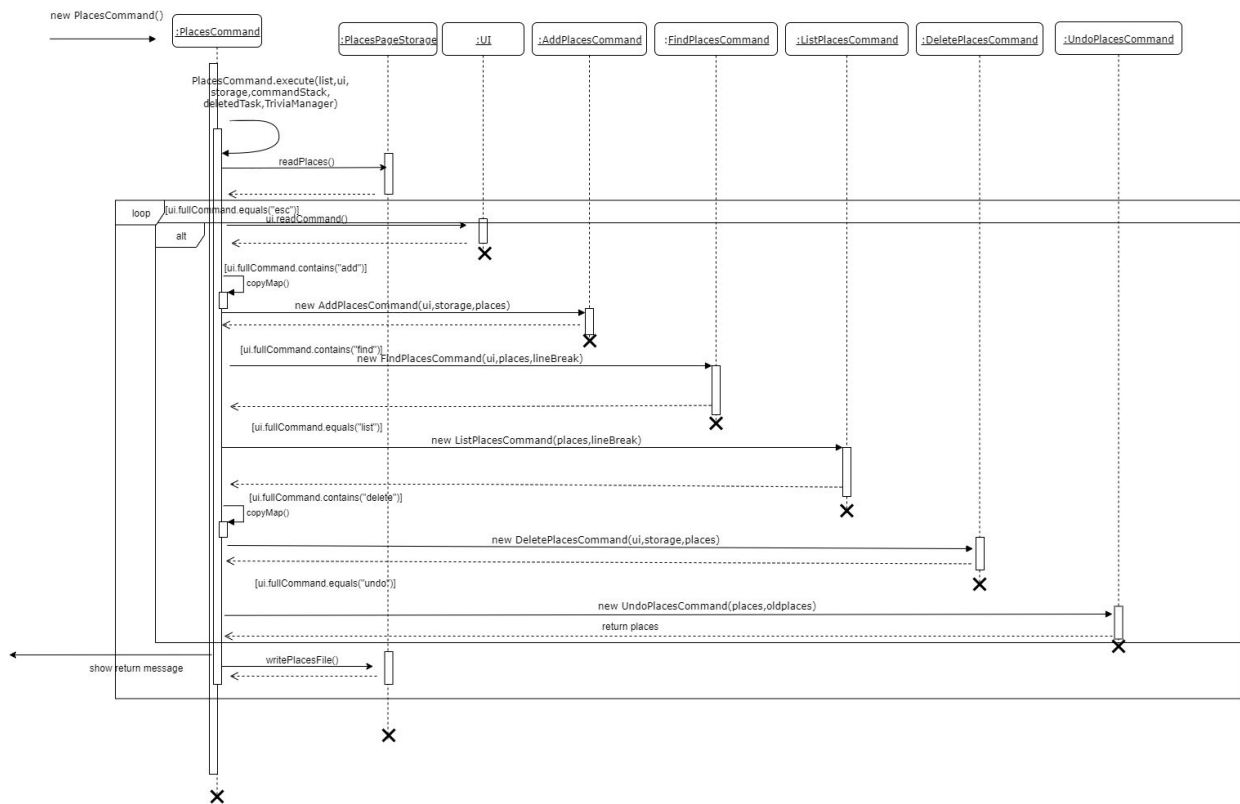 new PlacesCommand()
:PlacesCommand
:PlacesPageStorage
:UI
:AddPlacesCommand
:FindPlacesCommand
:ListPlacesCommand
:DeletePlacesCommand
:UndoPlacesCommand
PlacesCommand.execute(list,ui,
storage,commandStack,
deletedTask,TriviaManager)
readPlaces()
loop
[ui.fullCommand.equals("esc")]
ui.readCommand()
alt
[ui.fullCommand.contains("add")]
copyMap()
new AddPlacesCommand(ui,storage,places)
[ui.fullCommand.contains("find")]
new FindPlacesCommand(ui,places,lineBreak)
[ui.fullCommand.equals("list")]
new ListPlacesCommand(places,lineBreak)
[ui.fullCommand.contains("delete")]
copyMap()
new DeletePlacesCommand(ui,storage,places)
[ui.fullCommand.equals("undo")]
new UndoPlacesCommand(places,oldplaces)
return places
show return message
writePlacesFile()